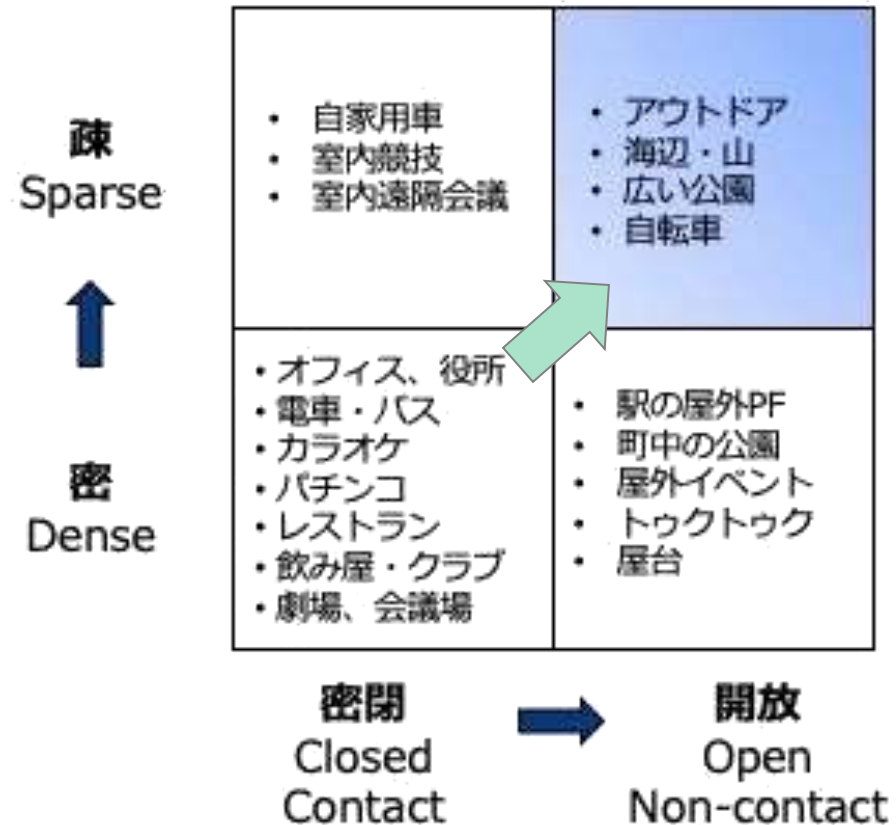 疎
Sparse
• 自家用車
• 室内競技
• 室内遠隔会議
• アウトドア
• 海辺・山
• 広い公園
• 自転車
密
Dense
• オフィス、役所
• 電車・バス
• カラオケ
• パチンコ
• レストラン
• 飲み屋・クラブ
• 劇場、会議場
• 駅の屋外PF
• 町中の公園
• 屋外イベント
• トゥクトゥク
• 屋台
密閉
Closed
Contact
開放
Open
Non-contact